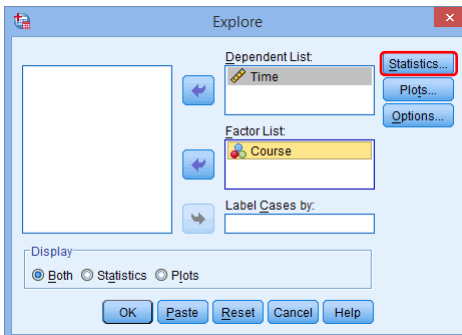 Explore
Dependent List:
Time
Statistics...
Plots...
Options...
Factor List:
Course
Label Cases by:
Display
Both Statistics Plots
OK Paste Reset Cancel Help